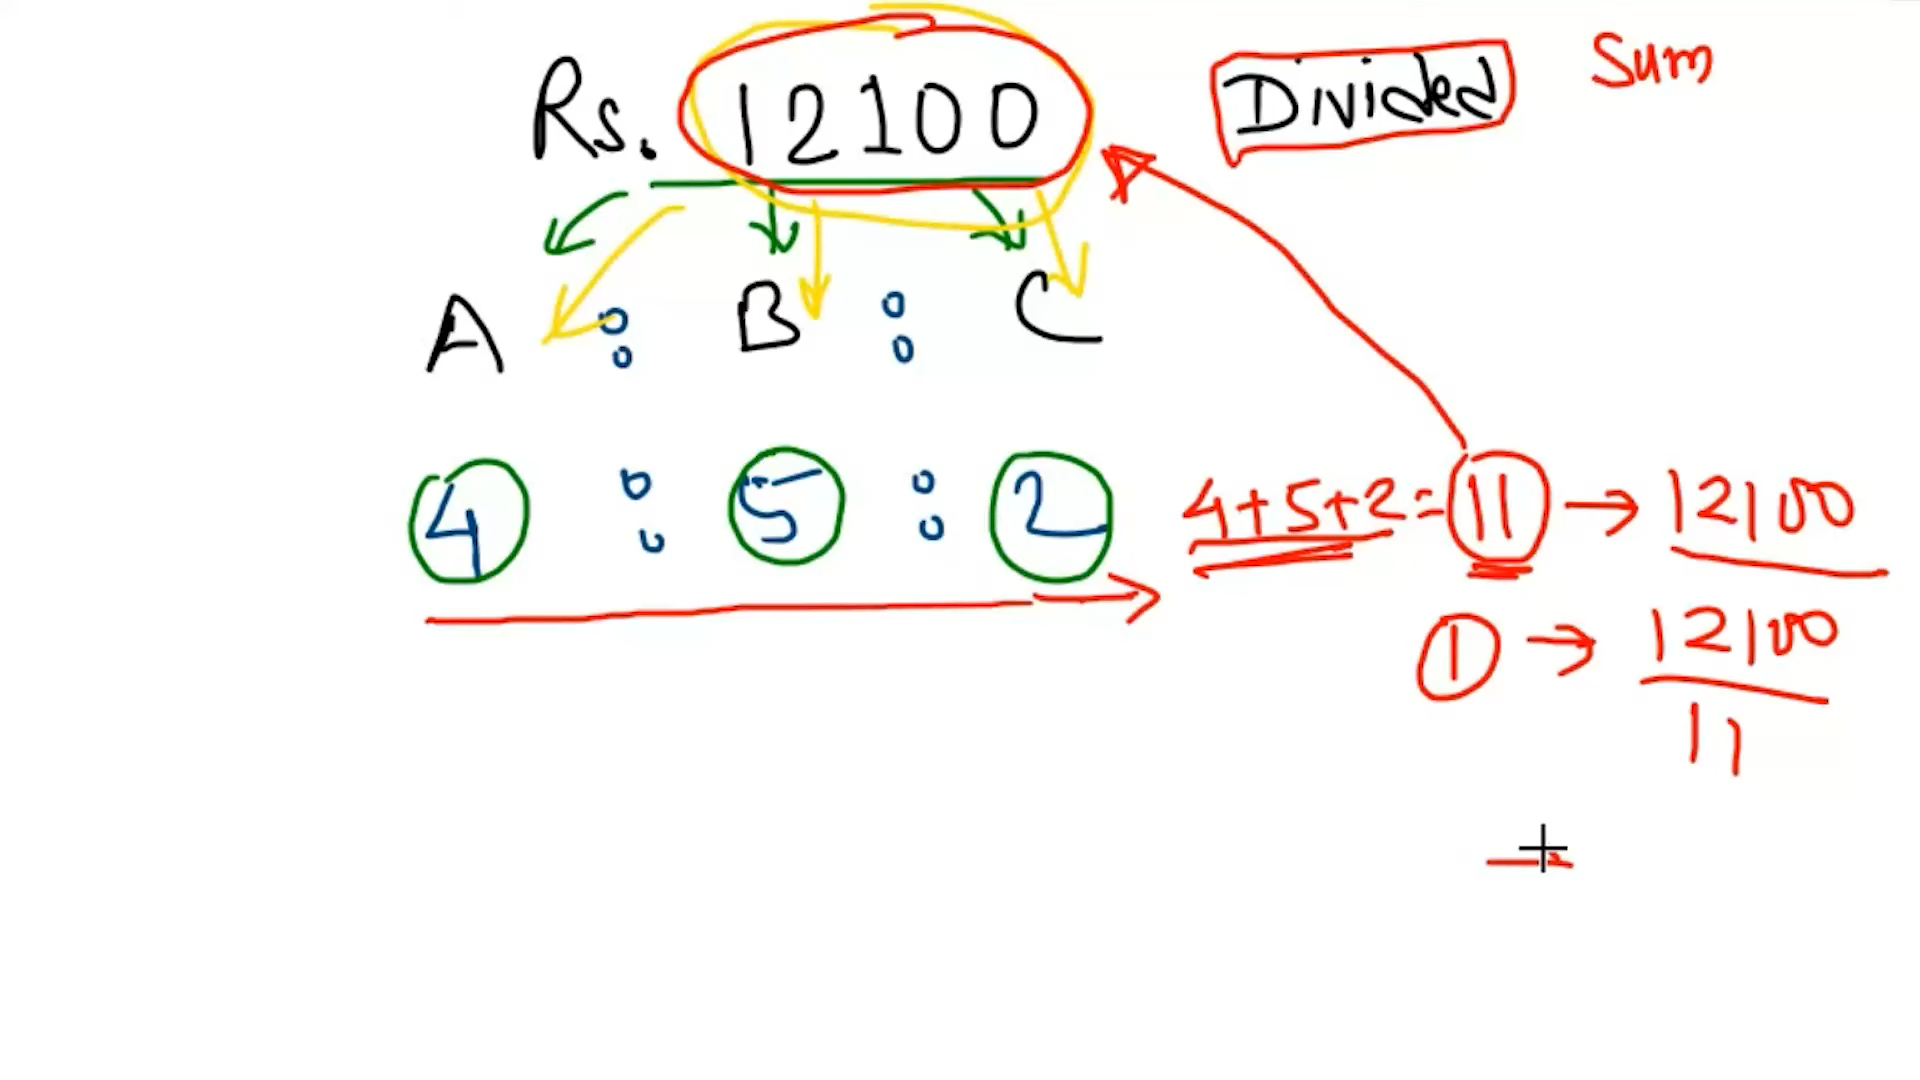 Rs. 12100 Divided Sum
A : B : C
4 : 5 : 2 4+5+2=11 → 12100
1 → 12100
11